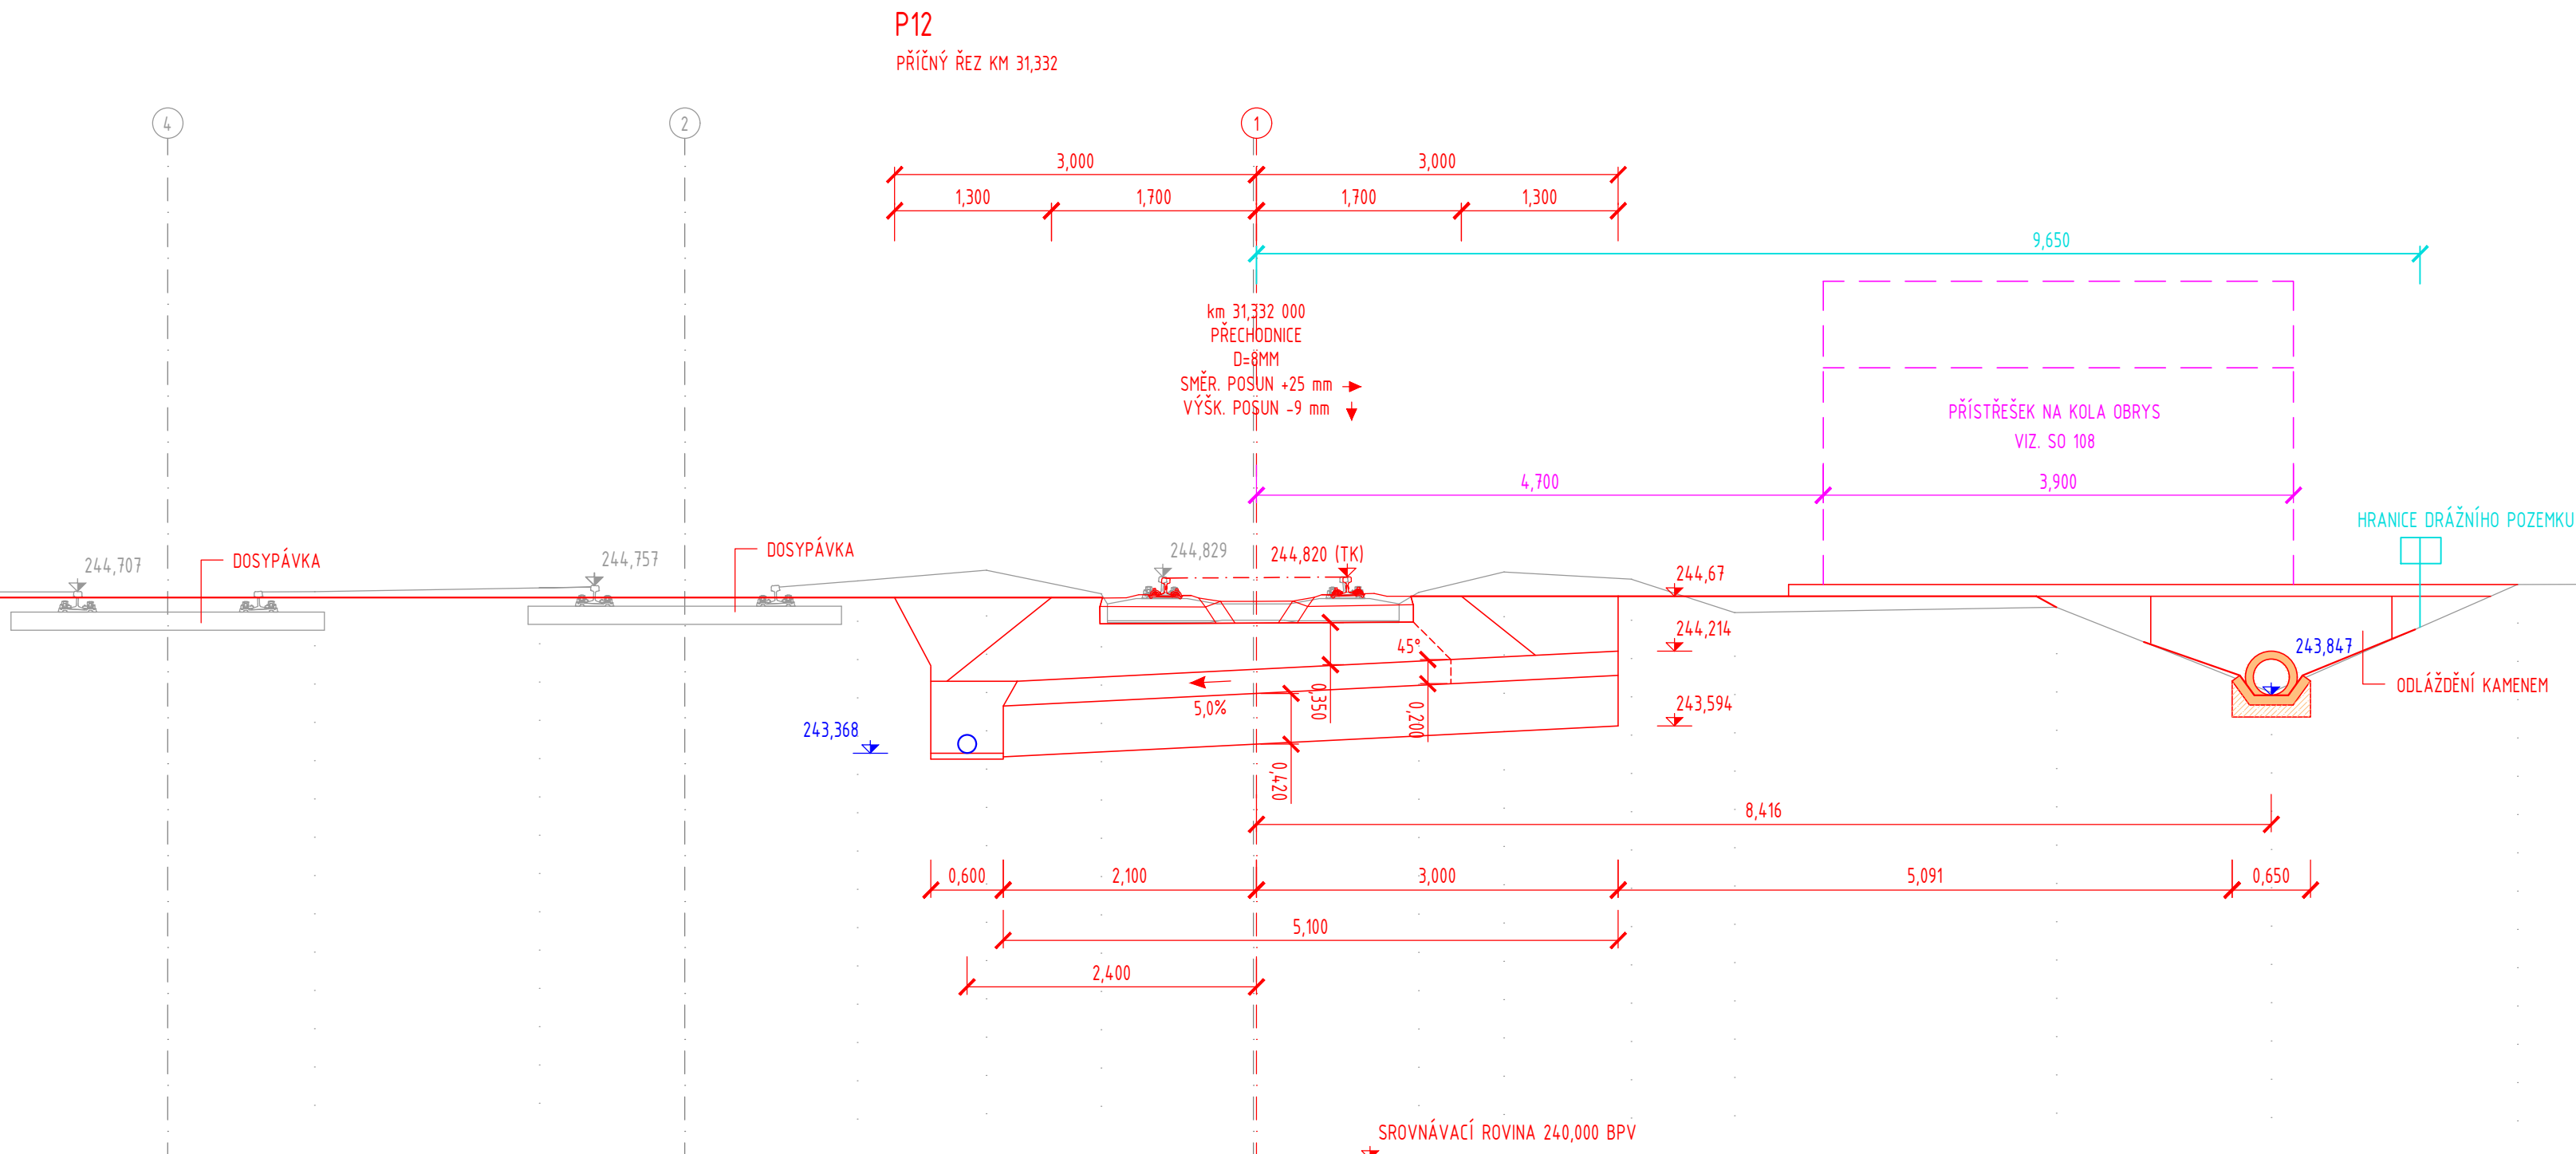 P12
PŘÍČNÝ ŘEZ KM 31,332
4
2
1
3,000
3,000
1,300
1,700
1,700
1,300
9,650
km 31,332 000
PŘECHODNICE
D=8MM
SMĚR. POSUN +25 mm
VÝŠK. POSUN -9 mm
PŘÍSTŘEŠEK NA KOLA OBRYS
VIZ. SO 108
4,700
3,900
HRANICE DRÁŽNÍHO POZEMKU
244,707
DOSYPÁVKA
244,757
DOSYPÁVKA
244,829
244,820 (TK)
244,67
244,214
45°
243,847
ODLÁŽDĚNÍ KAMENEM
5,0%
0,350
0,200
243,594
243,368
0,420
8,416
0,600
2,100
3,000
5,091
0,650
5,100
2,400
SROVNÁVACÍ ROVINA 240,000 BPV